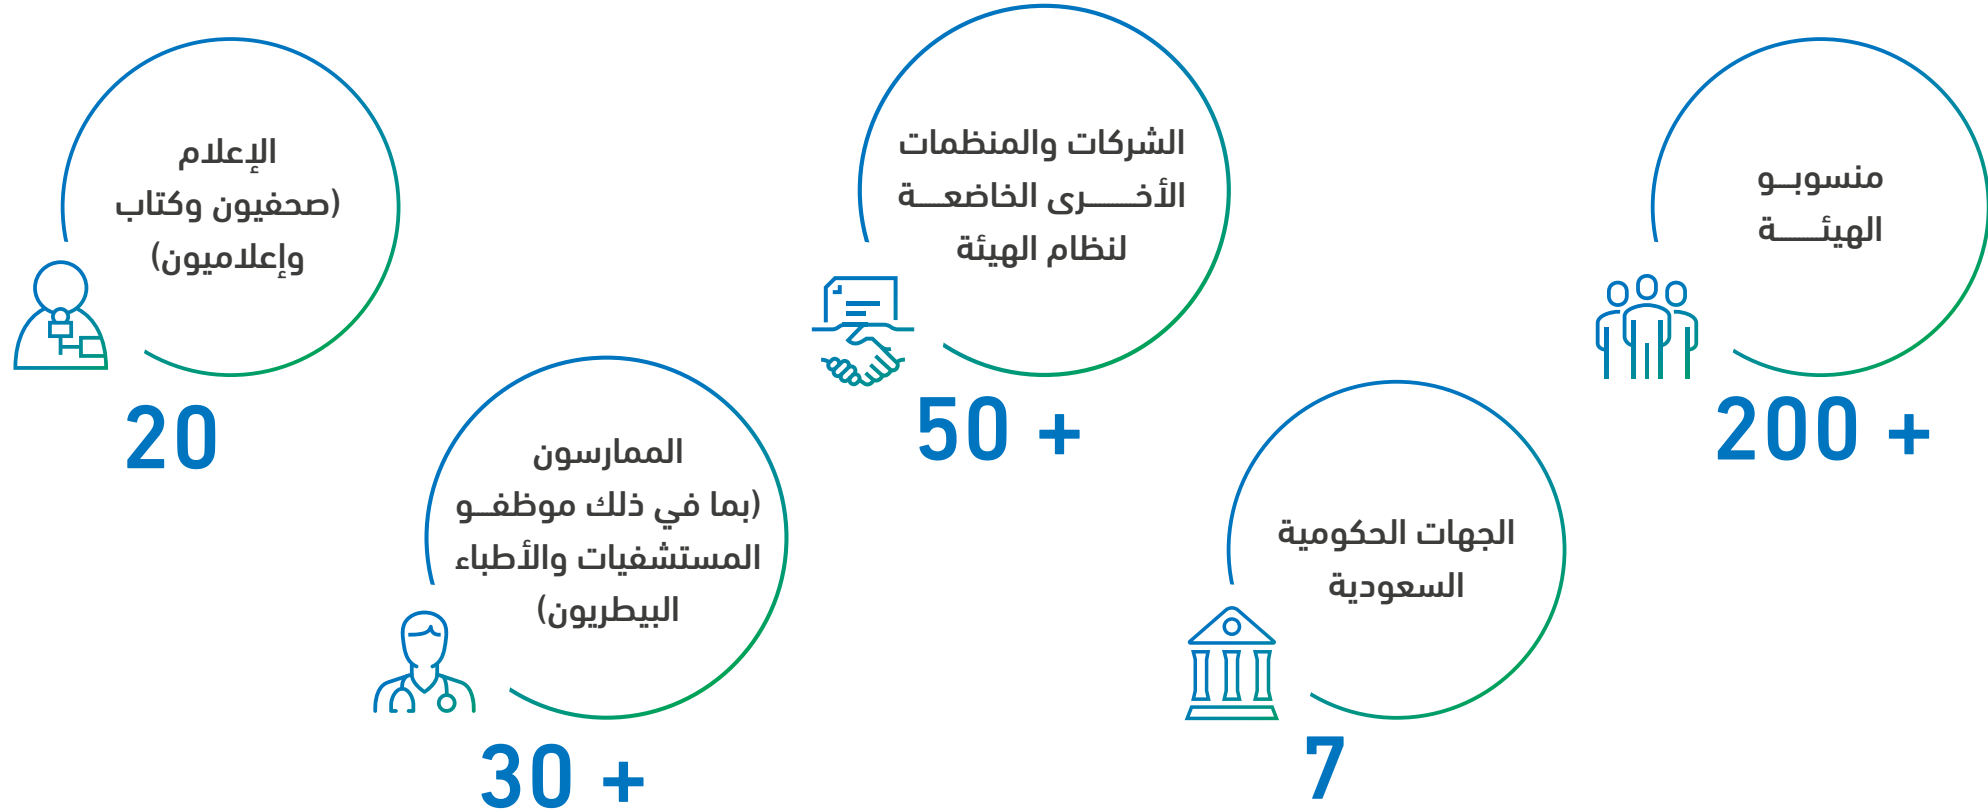 منسوبو
الهيئة
200 +
الجهات الحكومية
السعودية
7
الشركات والمنظمات
الأخرى الخاضعة
لنظام الهيئة
50 +
الممارسون
(بما في ذلك موظفو
المستشفيات والأطباء
البيطريون)
30 +
الإعلام
(صحفيون وكتاب
وإعلاميون)
20